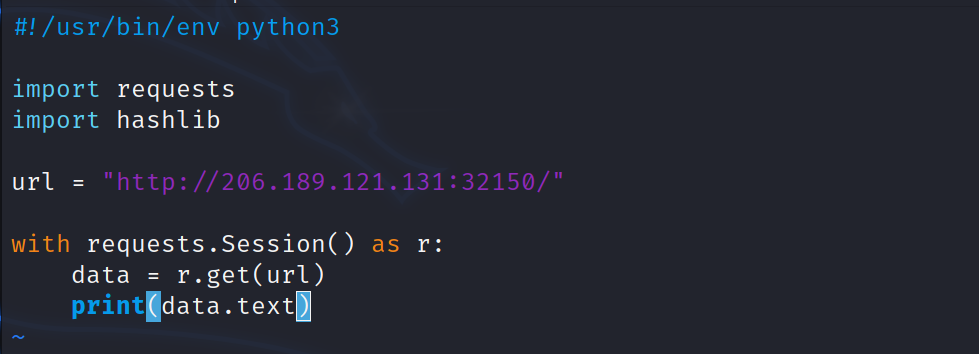 #!/usr/bin/env python3
import requests
import hashlib
url = "http://206.189.121.131:32150/"
with requests.Session() as r:
    data = r.get(url)
    print(data.text)
~